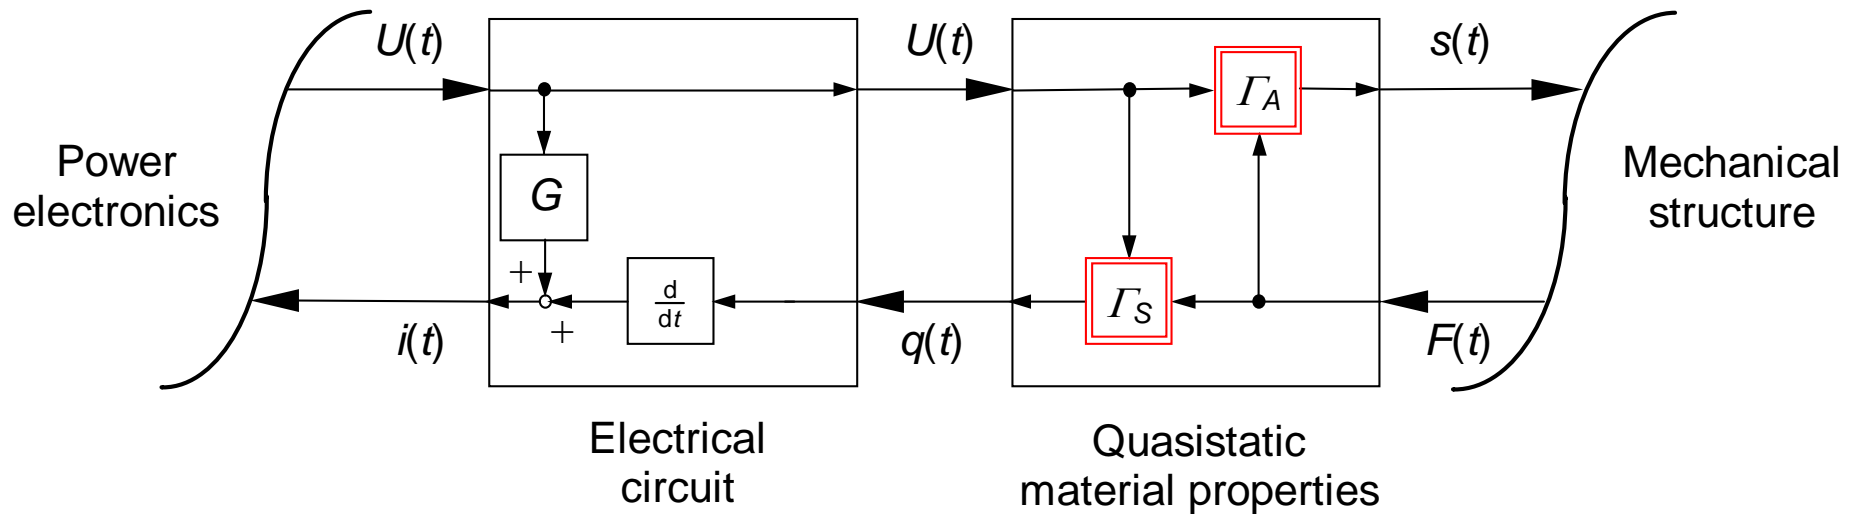 U(t)
U(t)
s(t)
Γ_A
Power
electronics
G
Mechanical
structure
+
d
dt
+
Γ_S
i(t)
q(t)
F(t)
Electrical
circuit
Quasistatic
material properties